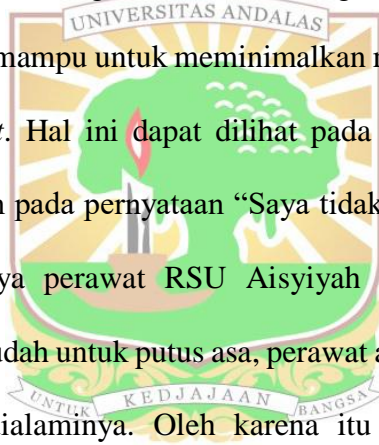 UNIVERSITAS ANDALAS
mampu untuk meminimalkan
t. Hal ini dapat dilihat pada
pada pernyataan “Saya tidak
ya perawat RSU Aisyiyah
udah untuk putus asa, perawat a
UNTUK KEDJAJAAN BANGSA
ialaminya. Oleh karena itu